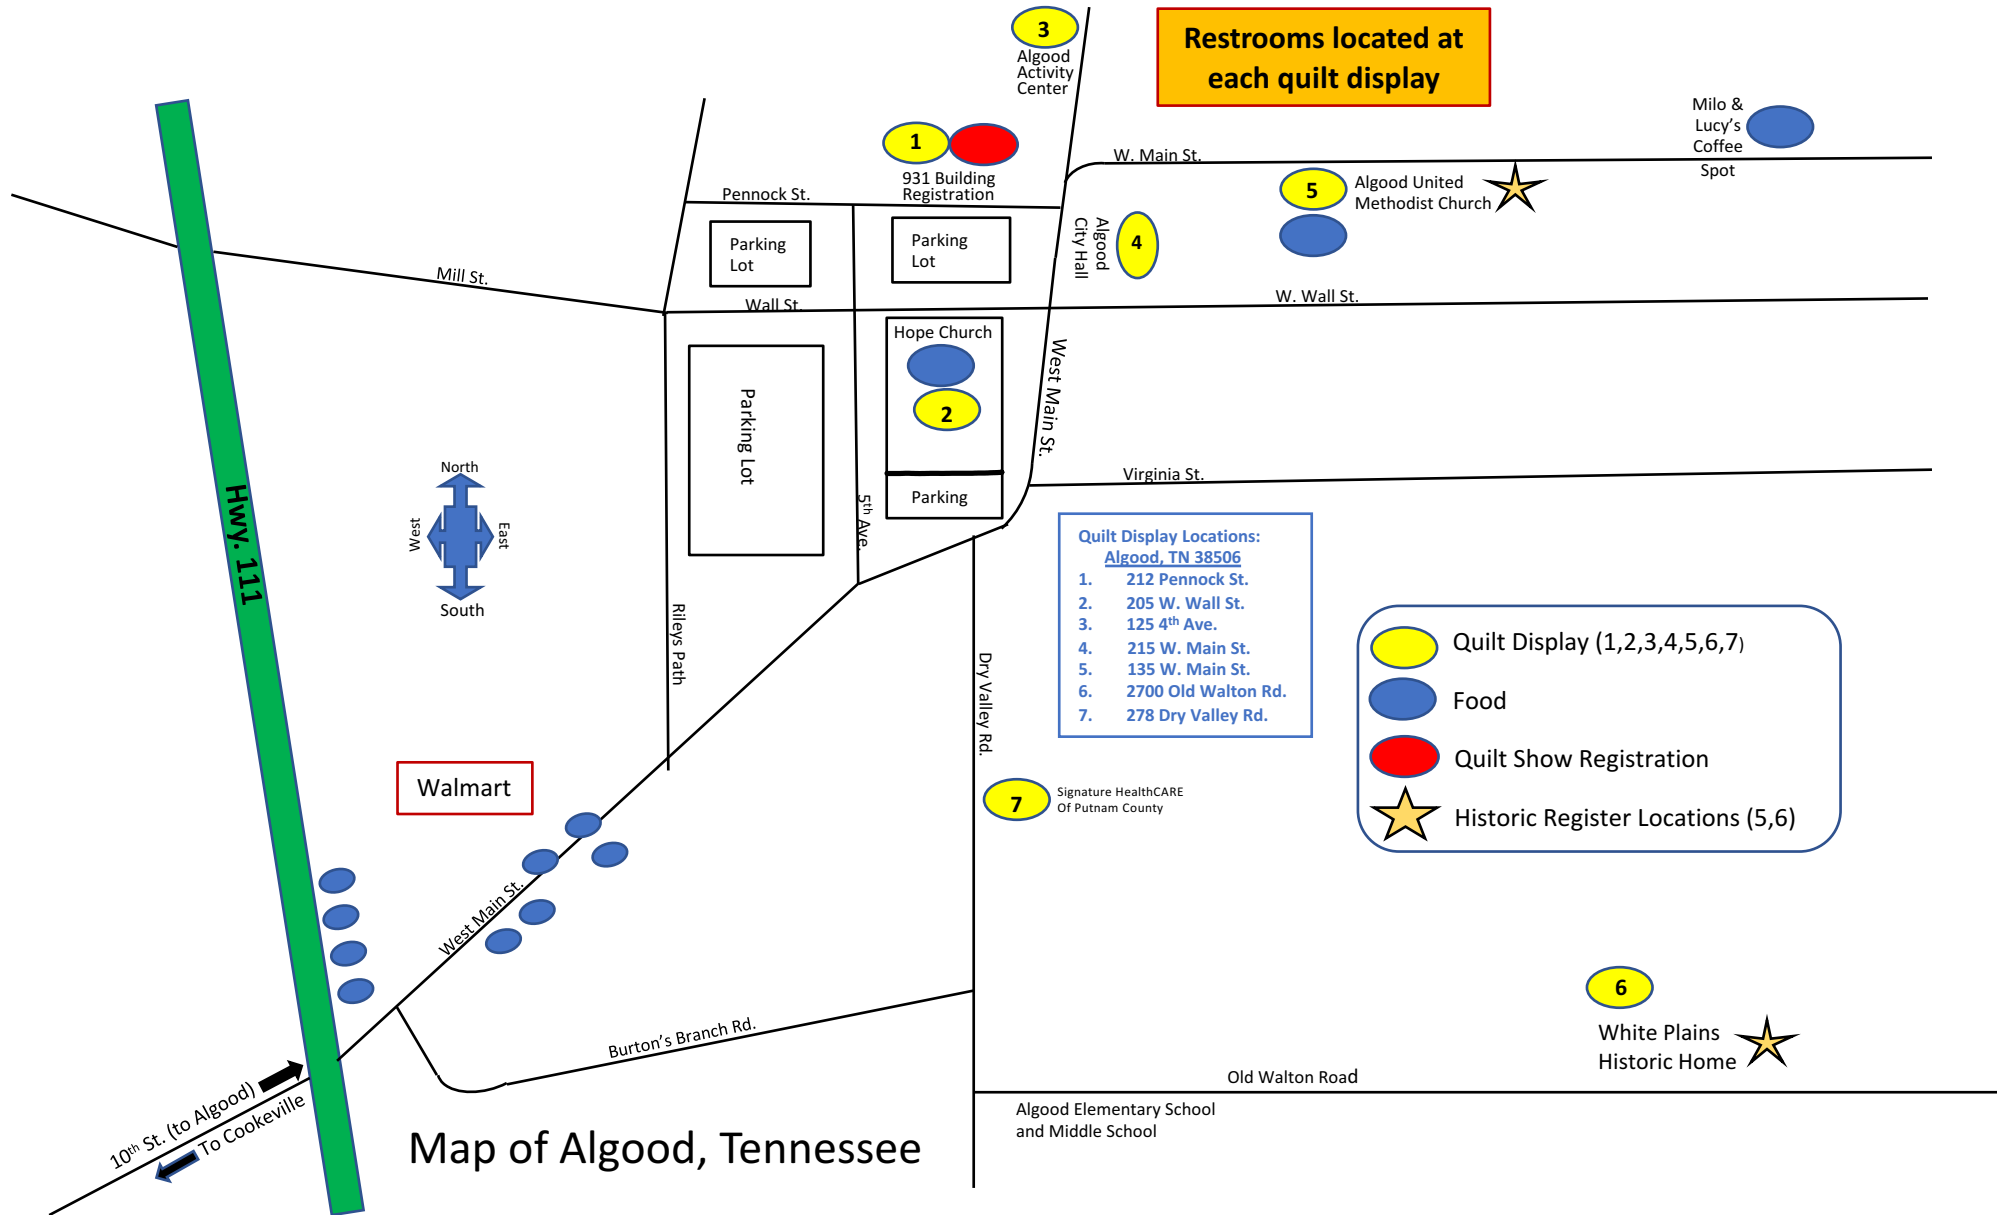 3
Algood
Activity
Center
Restrooms located at
each quilt display
Milo &
Lucy's
Coffee
Spot
1
931 Building
Registration
W. Main St.
5
Algood United
Methodist Church
Pennock St.
Parking
Lot
Parking
Lot
Algood
City Hall
4
Mill St.
Wall St.
W. Wall St.
Hope Church
2
Parking
Parking Lot
West Main St.
Virginia St.
5th Ave.
North
West
East
South
Hwy. 111
Rileys Path
Dry Valley Rd.
Quilt Display Locations:
Algood, TN 38506
1. 212 Pennock St.
2. 205 W. Wall St.
3. 125 4th Ave.
4. 215 W. Main St.
5. 135 W. Main St.
6. 2700 Old Walton Rd.
7. 278 Dry Valley Rd.
Quilt Display (1,2,3,4,5,6,7)
Food
Quilt Show Registration
Historic Register Locations (5,6)
Walmart
7
Signature HealthCARE
Of Putnam County
West Main St.
6
White Plains
Historic Home
Burton's Branch Rd.
Old Walton Road
Algood Elementary School
and Middle School
10th St. (to Algood)
To Cookeville
Map of Algood, Tennessee